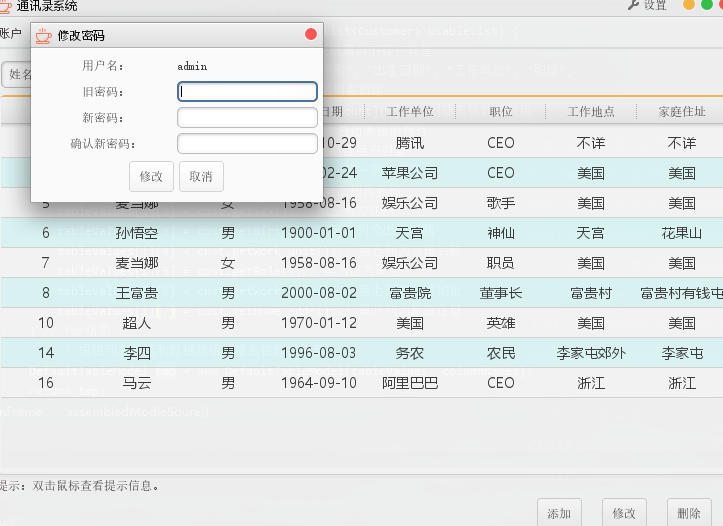 通讯录系统
设置
账户
修改密码
用户名： admin
旧密码：
新密码：
确认新密码：
修改 取消
姓名
日期 工作单位 职位 工作地点 家庭住址
10-29 腾讯 CEO 不详 不详
02-24 苹果公司 CEO 美国 美国
5 麦当娜 女 1958-08-16 娱乐公司 歌手 美国 美国
6 孙悟空 男 1900-01-01 天宫 神仙 天宫 花果山
7 麦当娜 女 1958-08-16 娱乐公司 职员 美国 美国
8 王富贵 男 2000-08-02 富贵院 董事长 富贵村 富贵村有钱屯
10 超人 男 1970-01-12 美国 英雄 美国 美国
14 李四 男 1996-08-03 务农 农民 李家屯郊外 李家屯
16 马云 男 1964-09-10 阿里巴巴 CEO 浙江 浙江
assembledModleSoure()
提示：双击鼠标查看提示信息。
添加 修改 删除